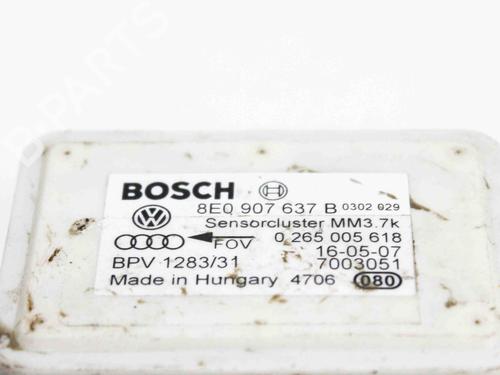 B-PARTS
BOSCH
8E0 907 637 B 0302 029
Sensorcluster MM3.7k
FOV 0 265 005 618
BPV 1283/31 16-05-07
7003051
Made in Hungary 4706 080